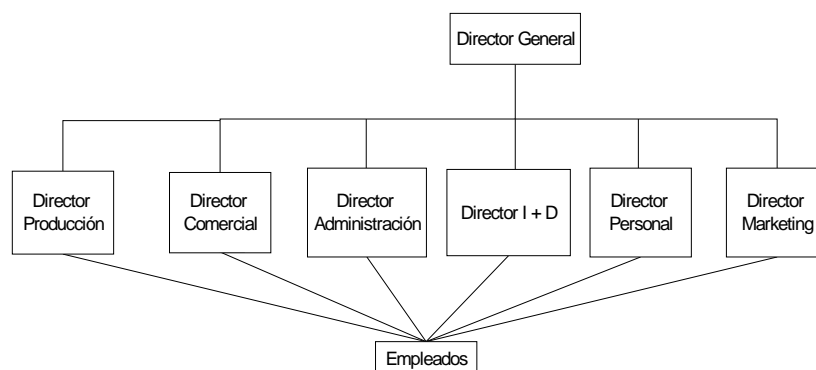 Director General
Director
Producción
Director
Comercial
Director
Administración
Director I + D
Director
Personal
Director
Marketing
Empleados